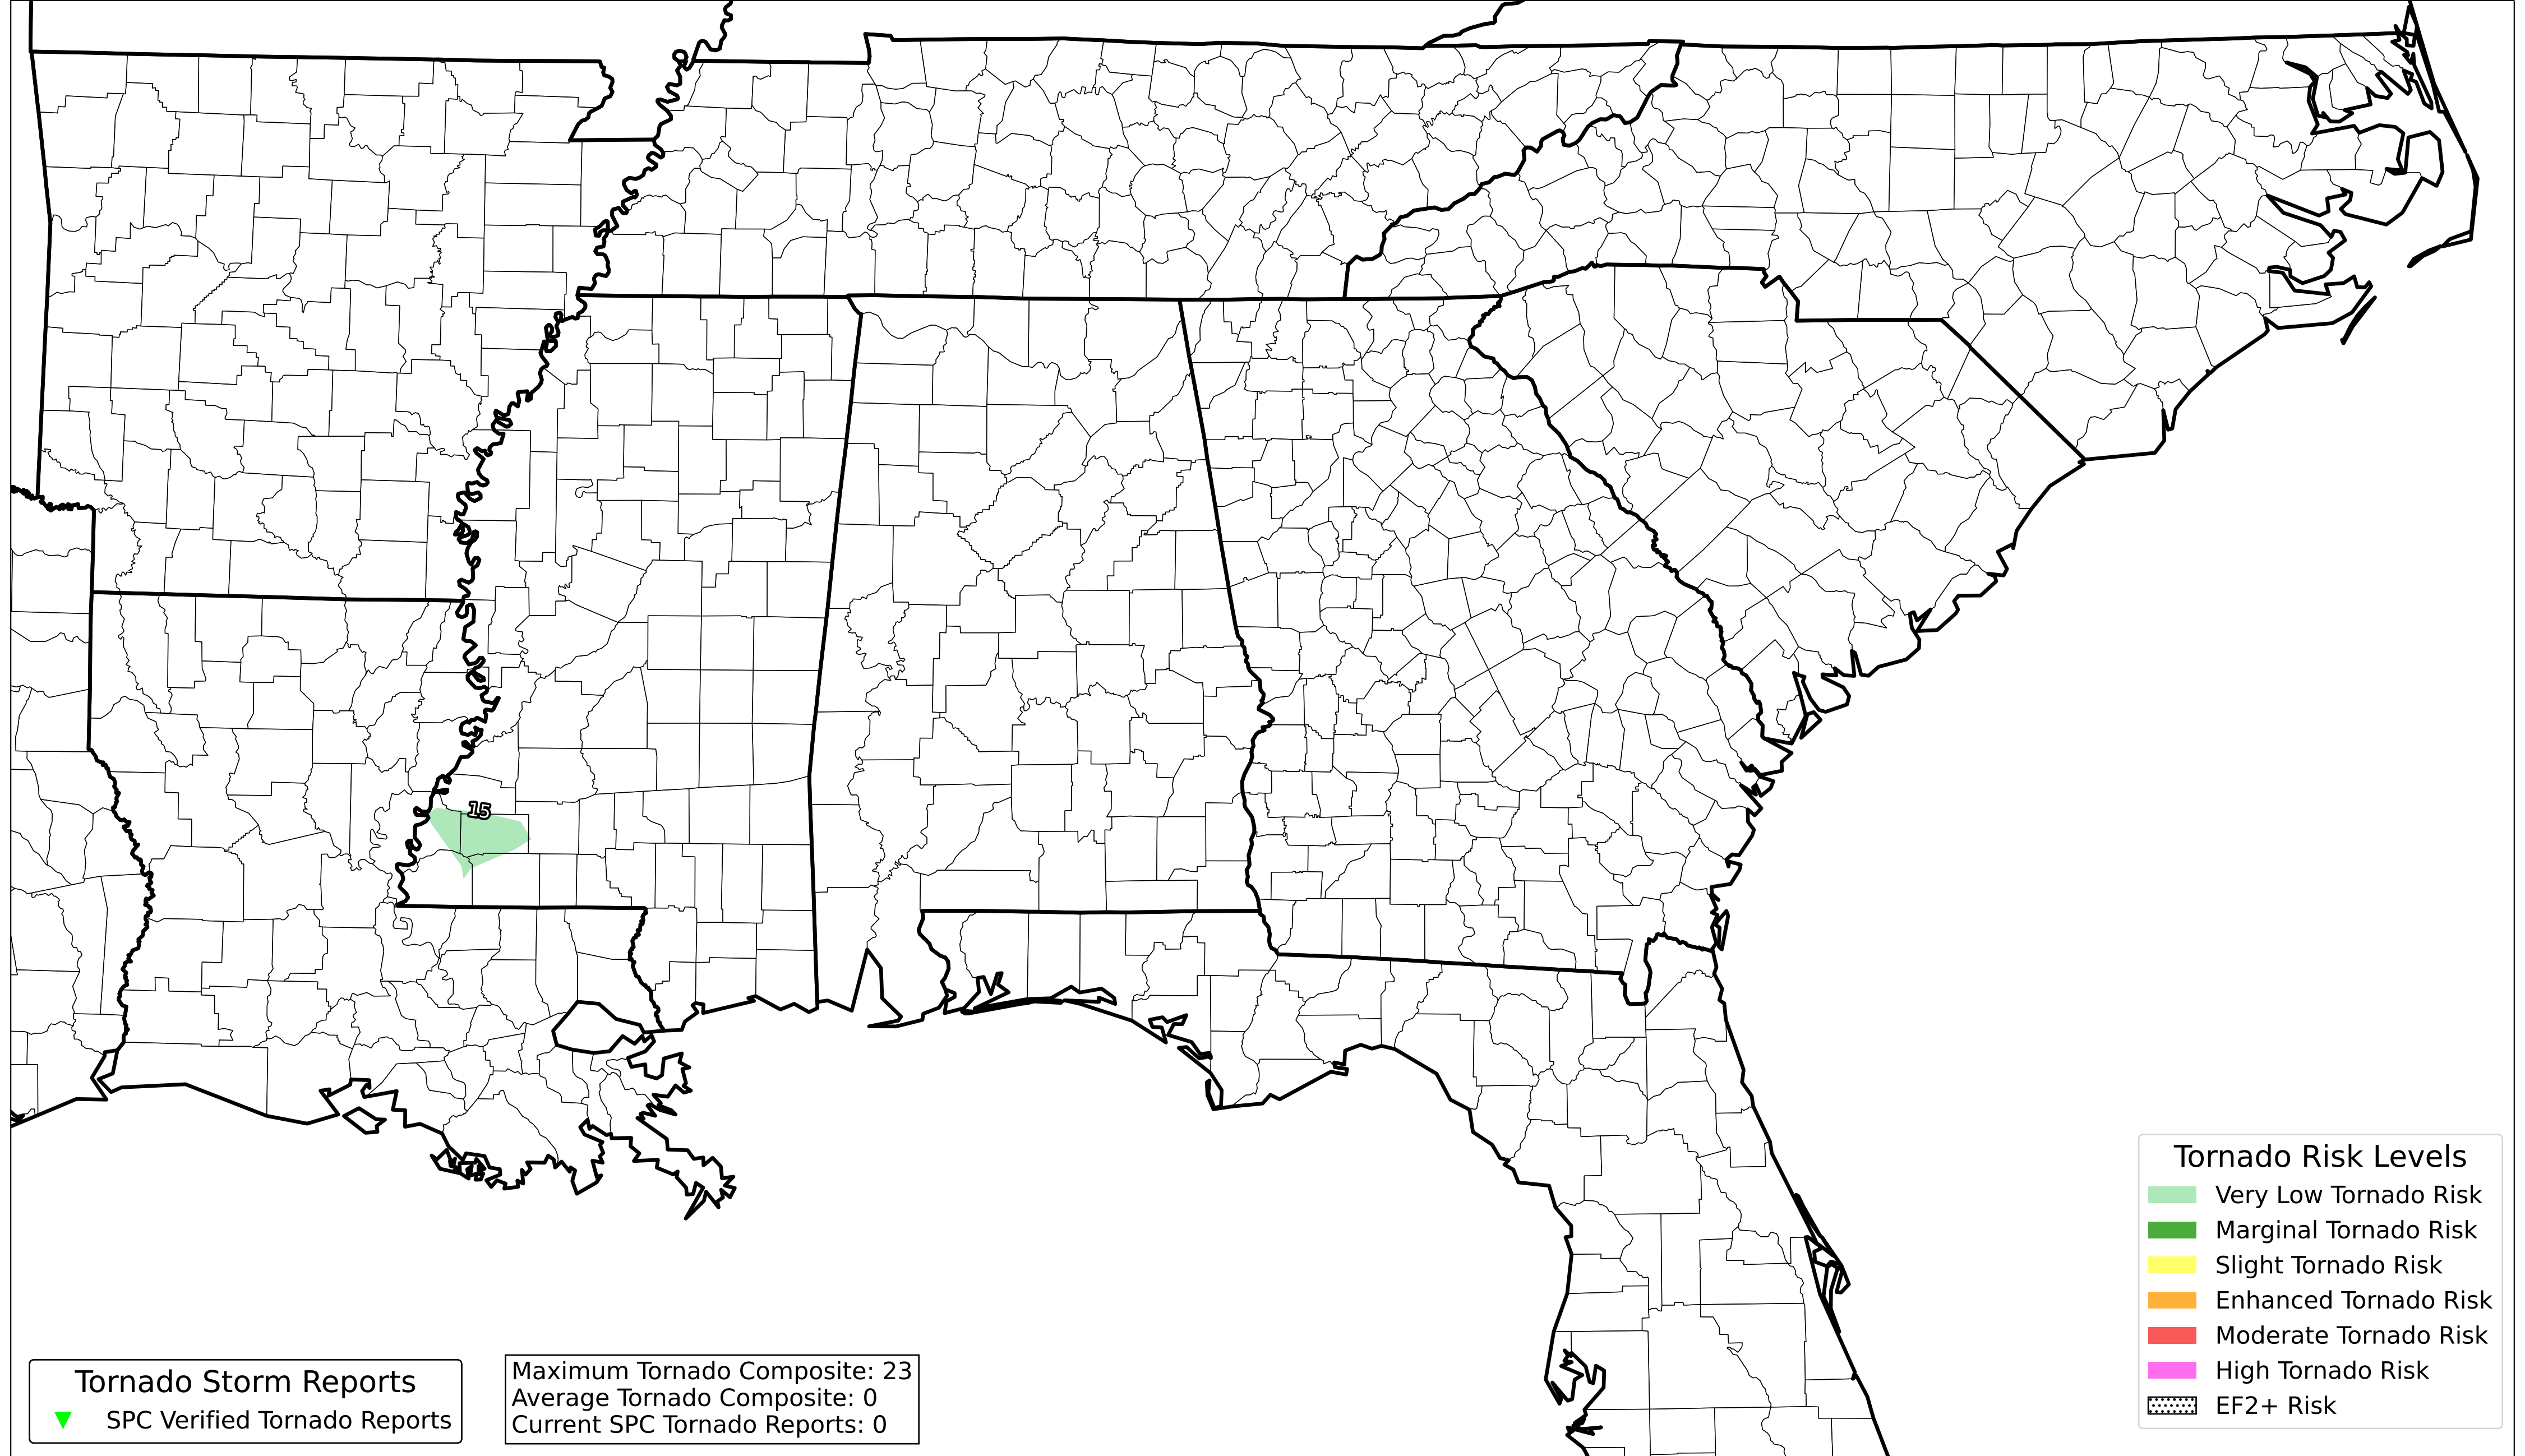 15
Tornado Storm Reports
SPC Verified Tornado Reports
Maximum Tornado Composite: 23
Average Tornado Composite: 0
Current SPC Tornado Reports: 0
Tornado Risk Levels
Very Low Tornado Risk
Marginal Tornado Risk
Slight Tornado Risk
Enhanced Tornado Risk
Moderate Tornado Risk
High Tornado Risk
EF2+ Risk